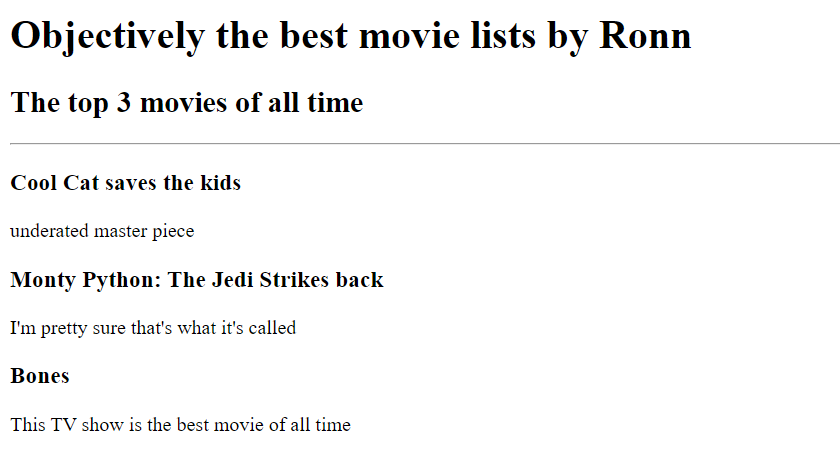 Objectively the best movie lists by Ronn
The top 3 movies of all time
Cool Cat saves the kids
underated master piece
Monty Python: The Jedi Strikes back
I'm pretty sure that's what it's called
Bones
This TV show is the best movie of all time